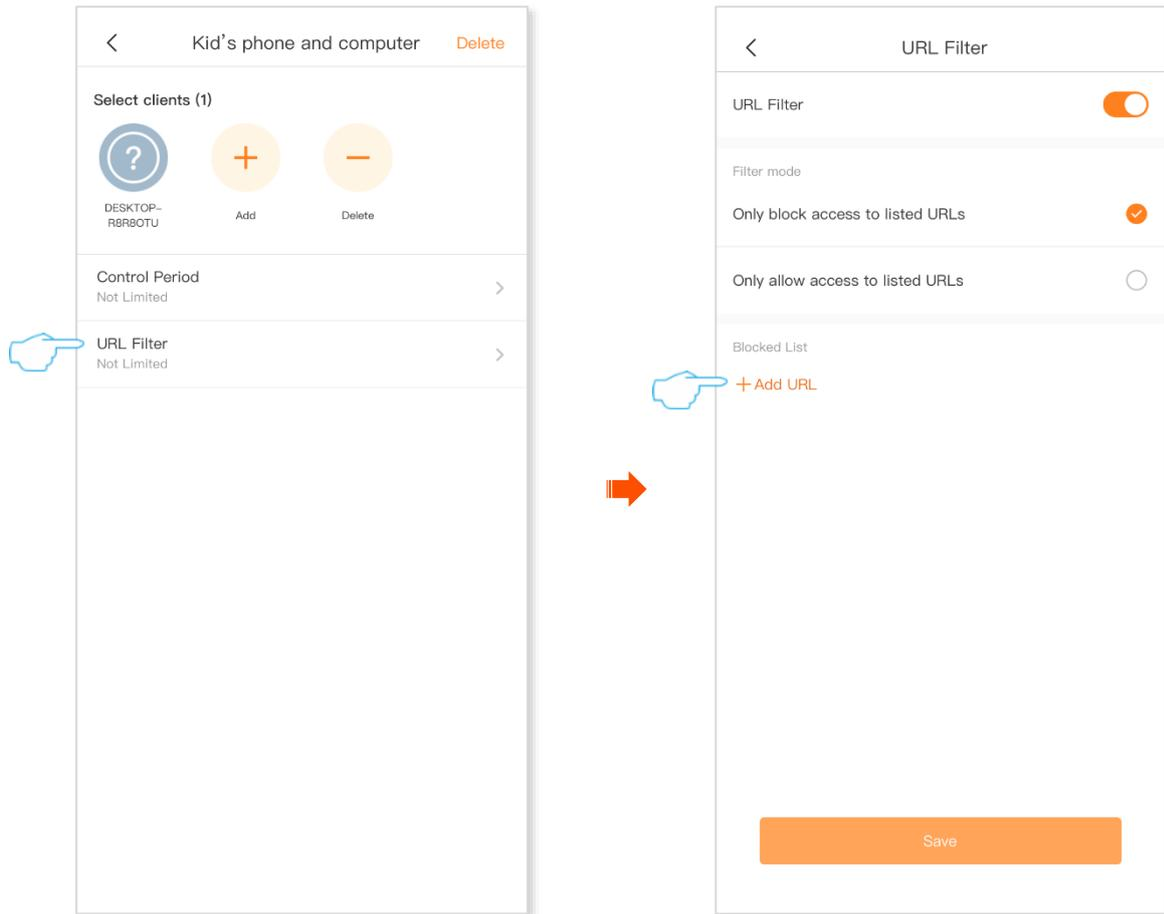 Kid's phone and computer Delete
Select clients (1)
?
DESKTOP-
R8R8OTU
Add
Delete
Control Period
Not Limited
URL Filter
Not Limited
URL Filter
URL Filter
Filter mode
Only block access to listed URLs
Only allow access to listed URLs
Blocked List
+ Add URL
Save